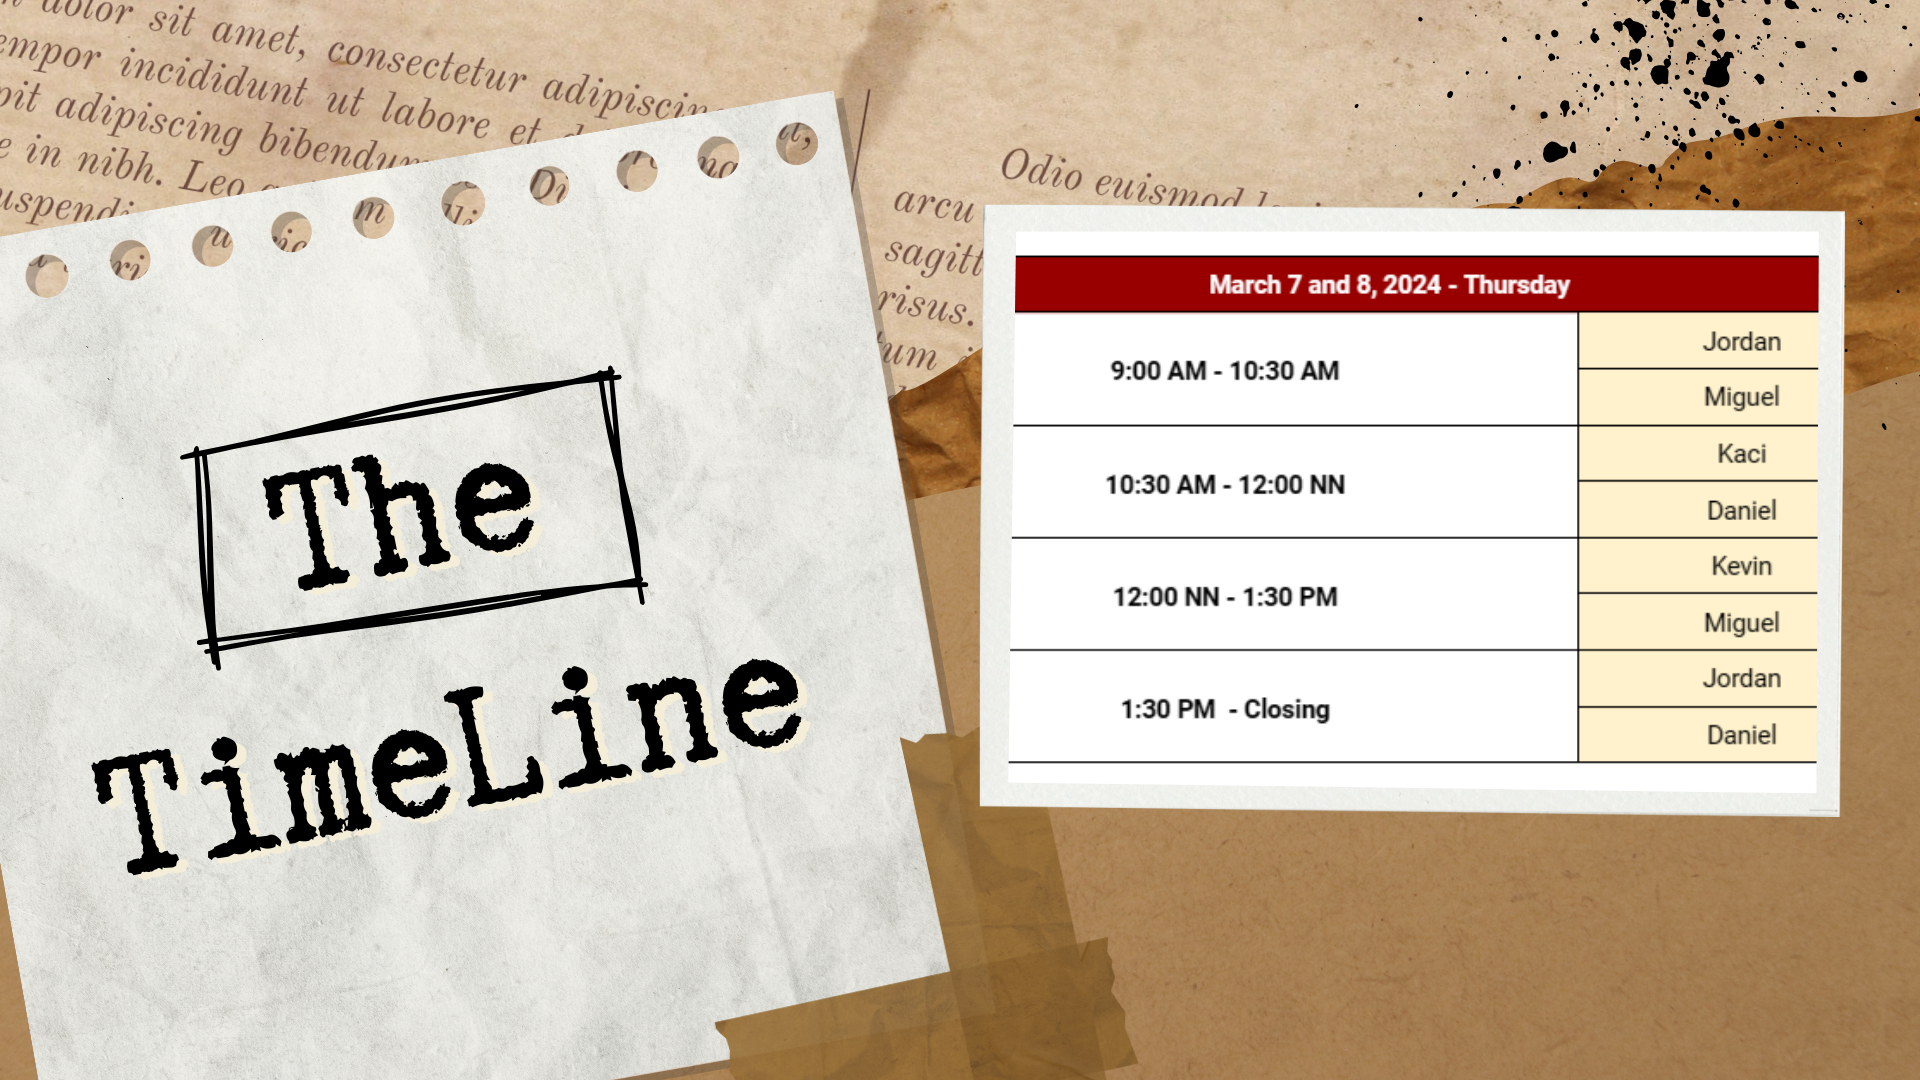 dolor sit amet, consectetur adipiscin
empor incididunt ut labore et
adipiscing bibendum
e in nibh. Leo
uspendi
Odio euismod
arcu
sagitt
risus.
The
TimeLine
March 7 and 8, 2024 - Thursday
9:00 AM - 10:30 AM
Jordan
Miguel
10:30 AM - 12:00 NN
Kaci
Daniel
12:00 NN - 1:30 PM
Kevin
Miguel
1:30 PM - Closing
Jordan
Daniel